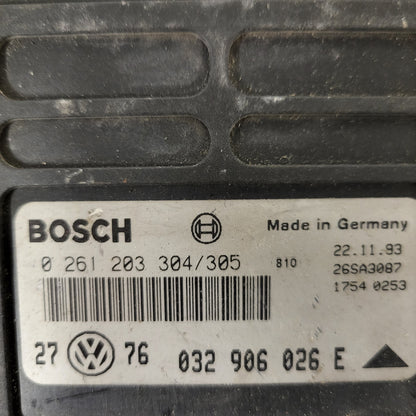 BOSCH Made in Germany
0 261 203 304/305 810 22.11.93
26SA3087
1754 0253
27 VW 76 032 906 026 E